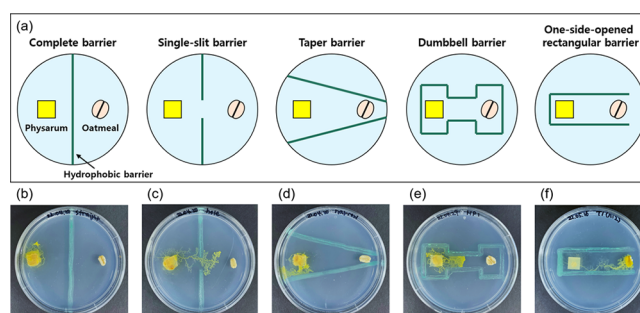 (a)
Complete barrier
Single-slit barrier
Taper barrier
Dumbbell barrier
One-side-opened
rectangular barrier
Physarum
Oatmeal
Hydrophobic barrier
(b)
(c)
(d)
(e)
(f)